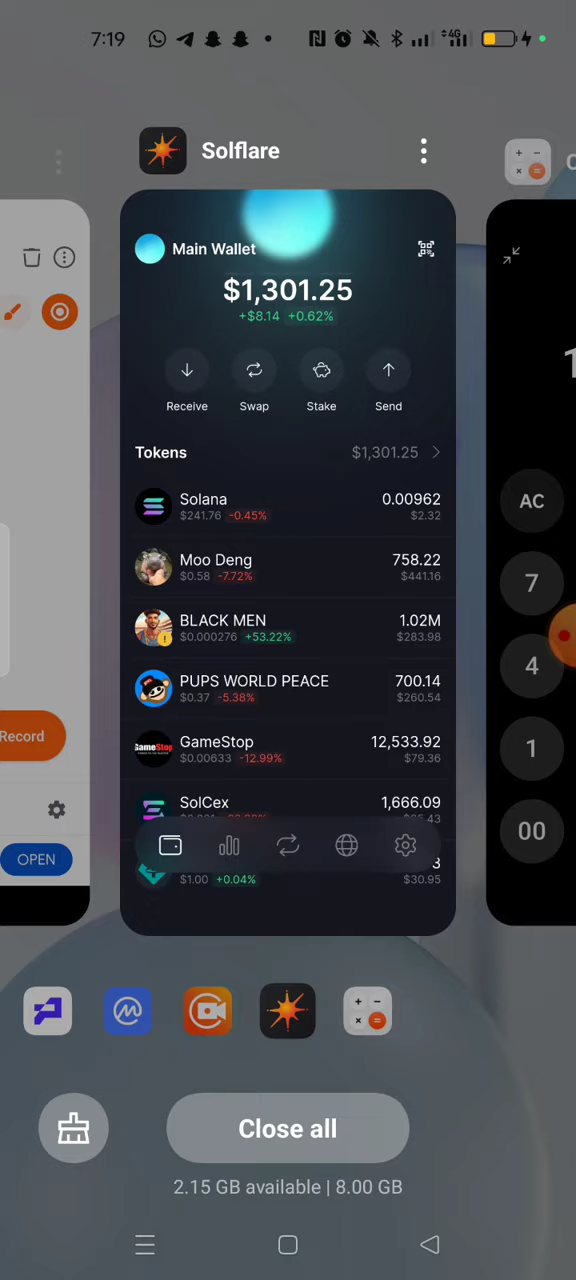 7:19
4G
Solflare
Main Wallet
$1,301.25
+$8.14 +0.62%
Receive Swap Stake Send
Tokens $1,301.25
Solana 0.00962
$241.76 -0.45% $2.32
Moo Deng 758.22
$0.58 -7.72% $441.16
BLACK MEN 1.02M
$0.000276 +53.22% $283.98
PUPS WORLD PEACE 700.14
$0.37 -5.38% $260.54
GameStop 12,533.92
$0.00633 -12.99% $79.36
SolCex 1,666.09
$1.00 +0.04% $30.95
Record
OPEN
AC
7
4
1
00
Close all
2.15 GB available | 8.00 GB